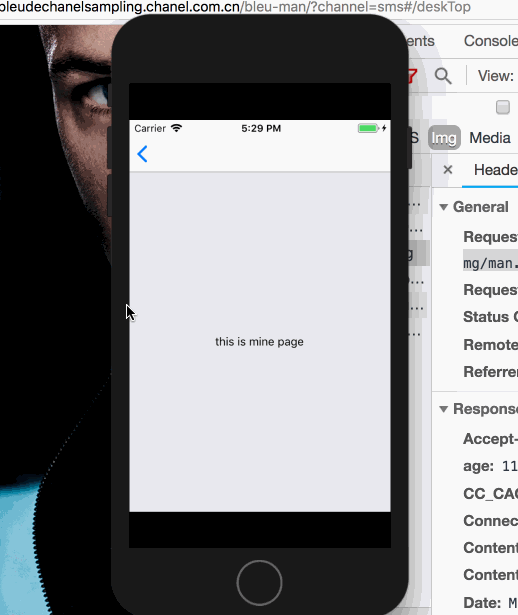 bleudechanelsampling.chanel.com.cn/bleu-man/?channel=sms#/deskTop
ents
Console
View:
Carrier
5:29 PM
S
Img
Media
×
Heade
General
Reques
g
mg/man.
Reques
Status C
this is mine page
Remote
Referre
Respons
Accept-
age: 11
CC_CAC
Connec
Content
Content
Date: M